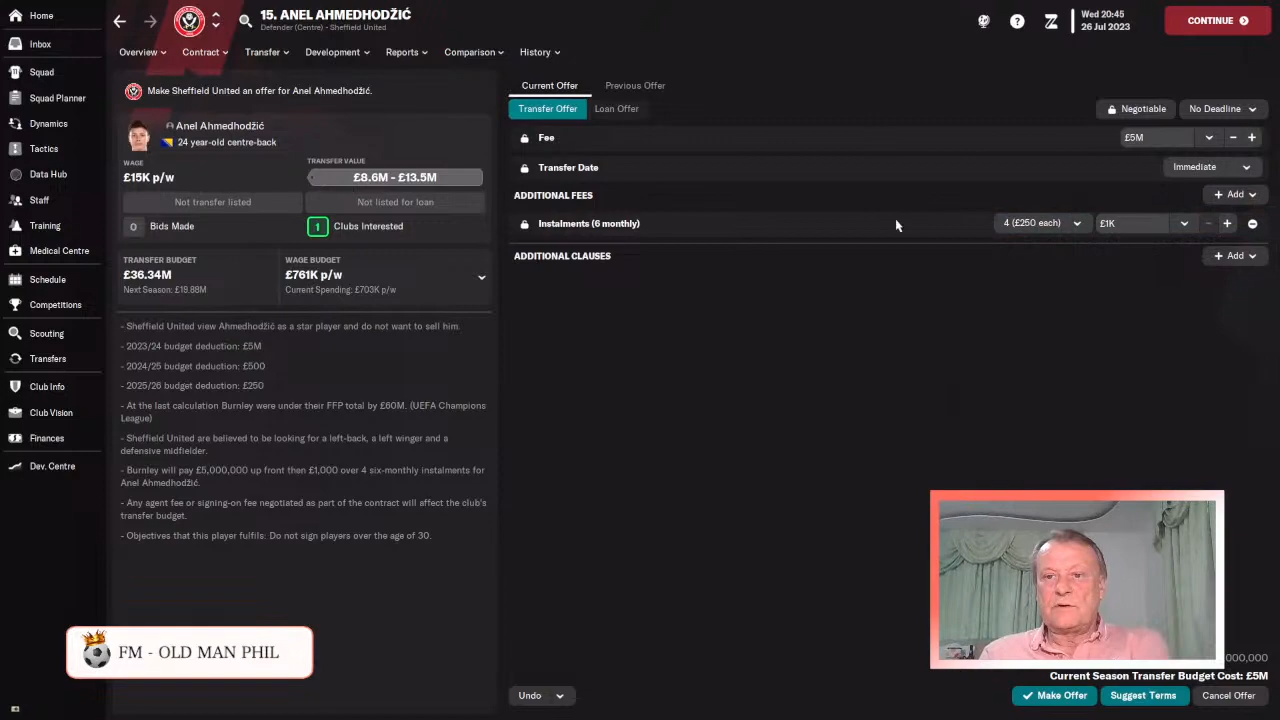 Home
Inbox
Squad
Squad Planner
Dynamics
Tactics
Data Hub
Staff
Training
Medical Centre
Schedule
Competitions
Scouting
Transfers
Club Info
Club Vision
Finances
Dev. Centre
15. ANEL AHMEDHODŽIĆ
Defender (Centre) - Sheffield United
Wed 20:45
26 Jul 2023
CONTINUE
Overview
Contract
Transfer
Development
Reports
Comparison
History
Make Sheffield United an offer for Anel Ahmedhodžić.
Anel Ahmedhodžić
24 year-old centre-back
WAGE
£15K p/w
TRANSFER VALUE
£8.6M - £13.5M
Not transfer listed
Not listed for loan
0 Bids Made
1 Clubs Interested
TRANSFER BUDGET
£36.34M
Next Season: £19.88M
WAGE BUDGET
£761K p/w
Current Spending: £703K p/w
- Sheffield United view Ahmedhodžić as a star player and do not want to sell him.
- 2023/24 budget deduction: £5M
- 2024/25 budget deduction: £500
- 2025/26 budget deduction: £250
- At the last calculation Burnley were under their FFP total by £60M. (UEFA Champions
League)
- Sheffield United are believed to be looking for a left-back, a left winger and a
defensive midfielder.
- Burnley will pay £5,000,000 up front then £1,000 over 4 six-monthly instalments for
Anel Ahmedhodžić.
- Any agent fee or signing-on fee negotiated as part of the contract will affect the club's
transfer budget.
- Objectives that this player fulfils: Do not sign players over the age of 30.
Current Offer
Previous Offer
Transfer Offer
Loan Offer
Negotiable
No Deadline
Fee
£5M
Transfer Date
Immediate
ADDITIONAL FEES
+ Add
Instalments (6 monthly)
4 (£250 each)
£1K
ADDITIONAL CLAUSES
+ Add
FM - OLD MAN PHIL
000,000
Current Season Transfer Budget Cost: £5M
Undo
Make Offer
Suggest Terms
Cancel Offer